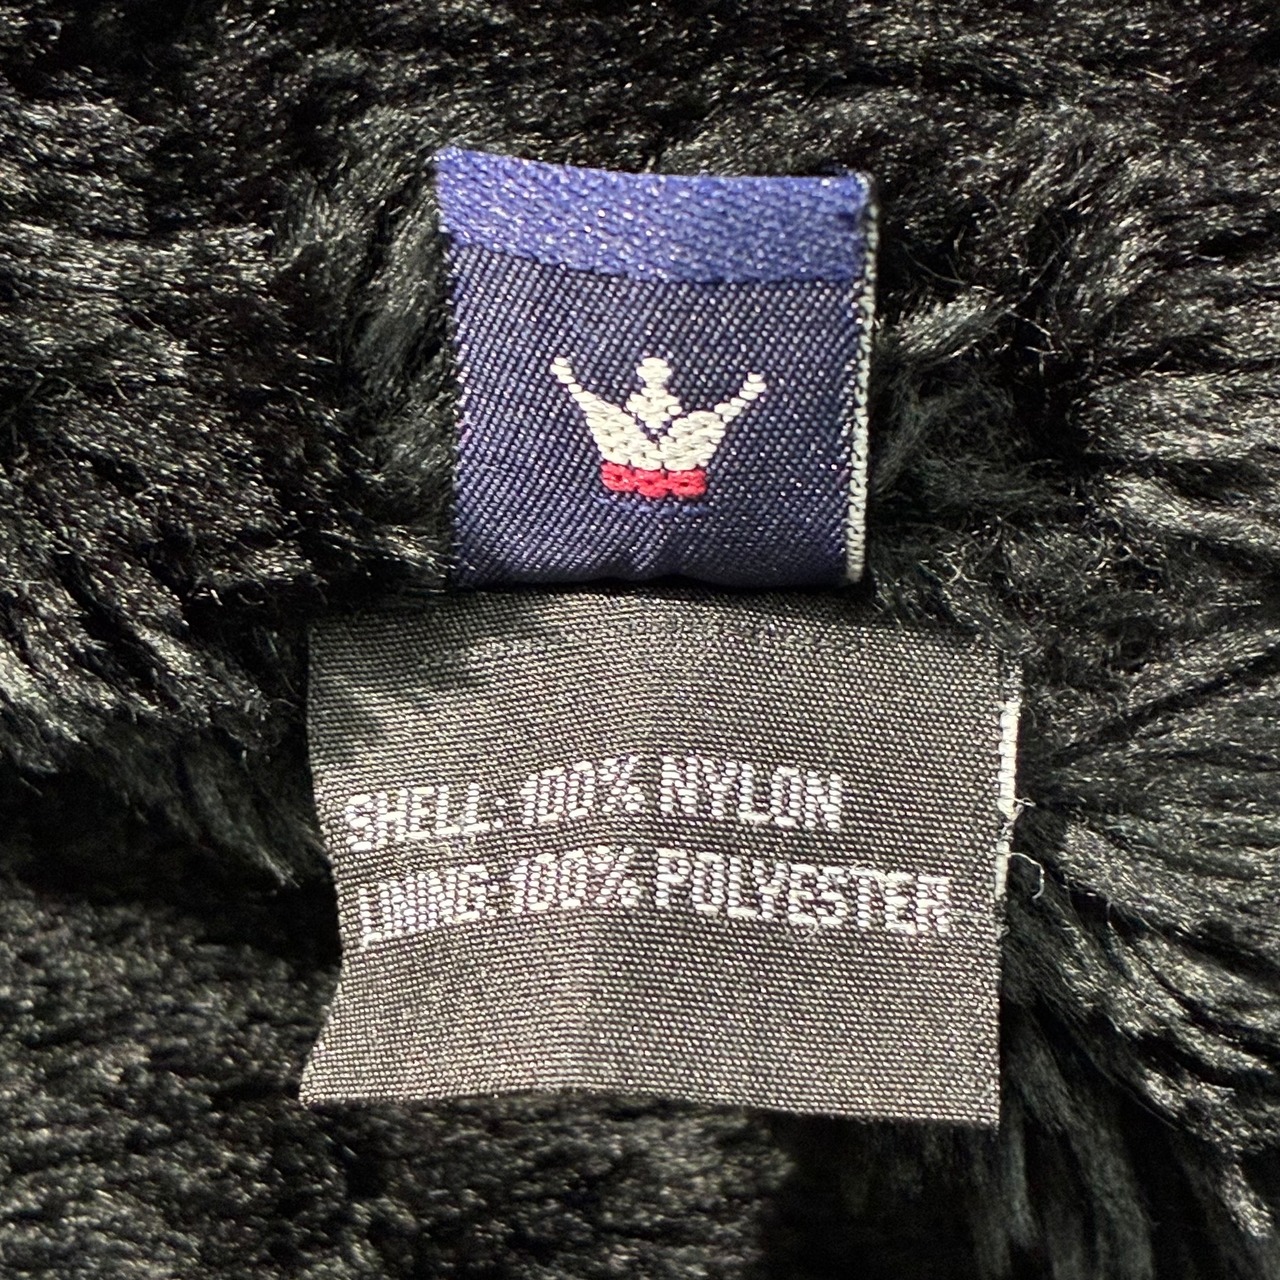 SHELL: 100% NYLON
LINING: 100% POLYESTER